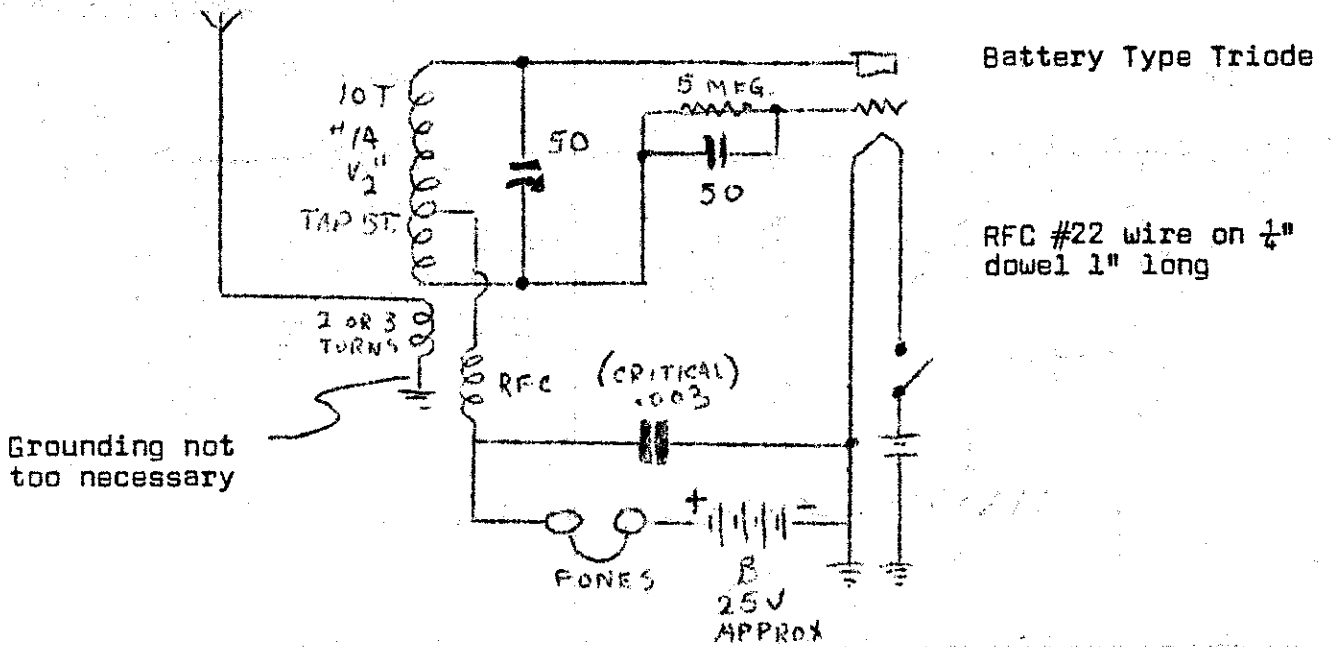 Battery Type Triode
10T
#14
1/2"
TAP 5T.
50
5 MEG.
50
RFC #22 wire on ¼"
dowel 1" long
2 OR 3
TURNS
RFC
(CRITICAL)
.003
Grounding not
too necessary
+
-
FONES
B
25V
APPROX